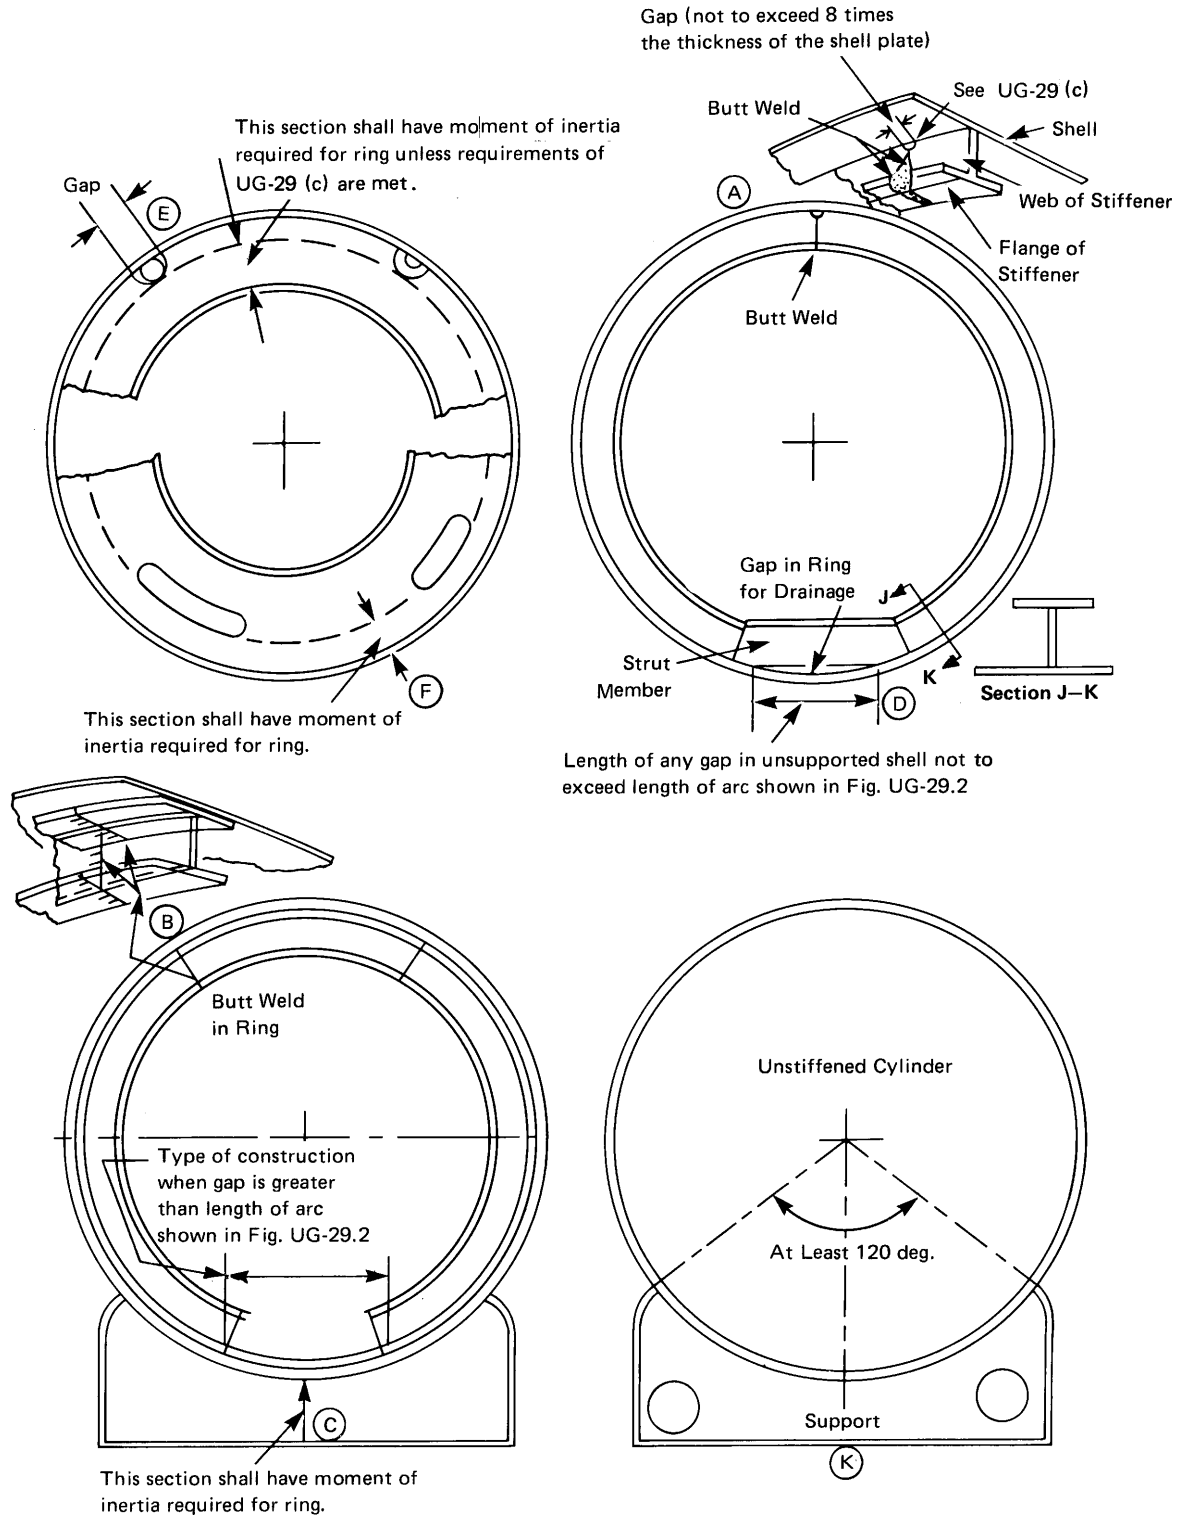 Gap (not to exceed 8 times
the thickness of the shell plate)
See UG-29 (c)
Butt Weld
Shell
Web of Stiffener
Flange of
Stiffener
A
Butt Weld
This section shall have moment of inertia
required for ring unless requirements of
UG-29 (c) are met.
Gap
E
Gap in Ring
for Drainage
J
K
Strut
Member
D
Section J–K
Length of any gap in unsupported shell not to
exceed length of arc shown in Fig. UG-29.2
F
This section shall have moment of
inertia required for ring.
B
Butt Weld
in Ring
Type of construction
when gap is greater
than length of arc
shown in Fig. UG-29.2
C
This section shall have moment of
inertia required for ring.
Unstiffened Cylinder
At Least 120 deg.
Support
K